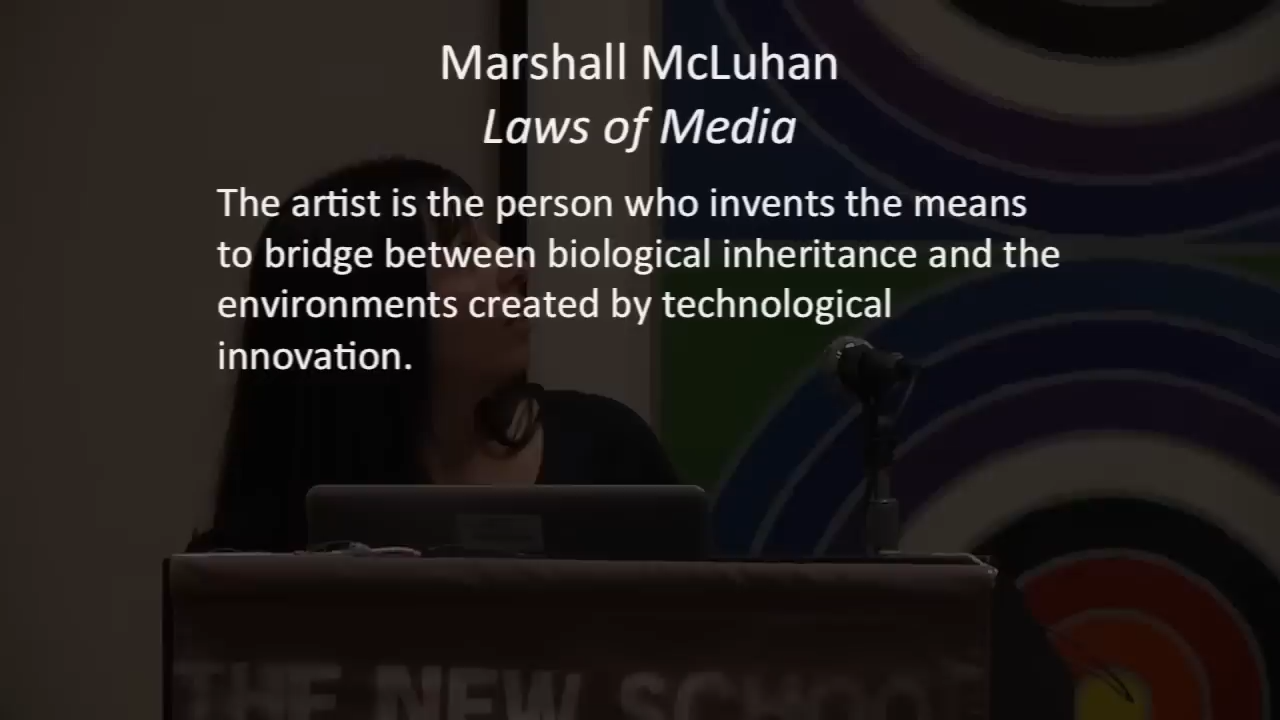 Marshall McLuhan
Laws of Media
The artist is the person who invents the means
to bridge between biological inheritance and the
environments created by technological
innovation.
THE NEW SCHOOL